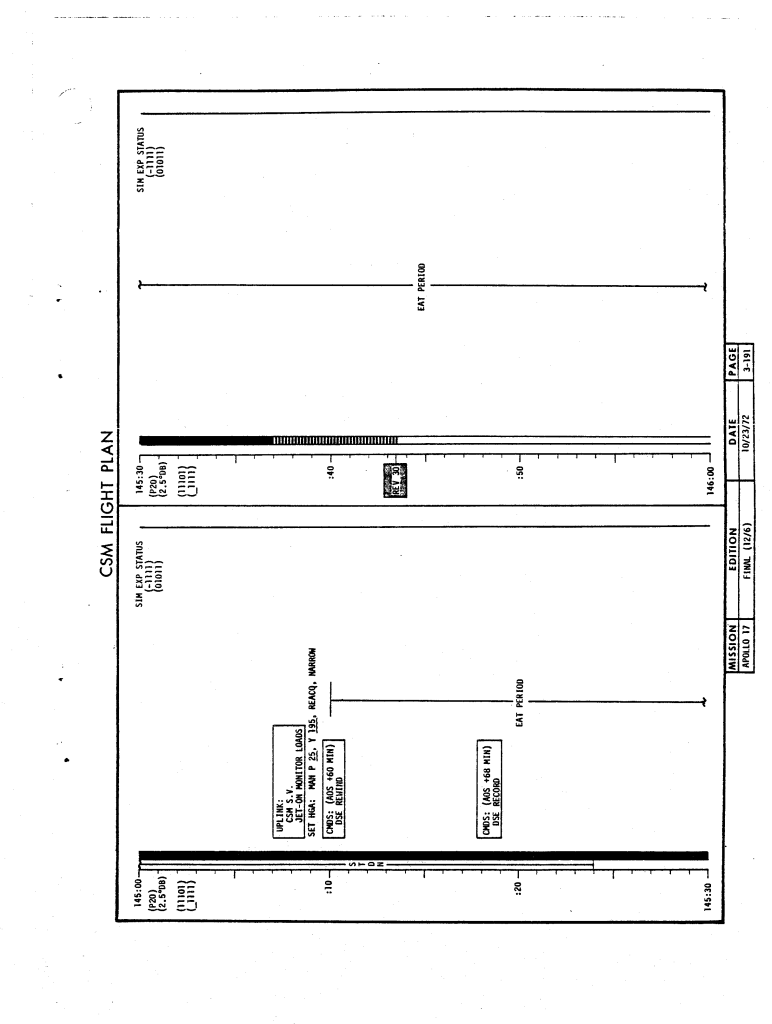 CSM FLIGHT PLAN
145:00
(P20)
(2.5°DB)
(11101)
(_1111)
:10
:20
145:30
S T D N
UPLINK:
CSM S.V.
JET-ON MONITOR LOADS
SET HGA: MAN P 25, Y 195, REACQ, NARROW
CMDS: (AOS +60 MIN)
DSE REWIND
CMDS: (AOS +68 MIN)
DSE RECORD
EAT PERIOD
SIM EXP STATUS
(-1111)
(01011)
145:30
(P20)
(2.5°DB)
(11101)
(_1111)
:40
REV 30
:50
146:00
EAT PERIOD
SIM EXP STATUS
(-1111)
(01011)
MISSION
EDITION
DATE
PAGE
APOLLO 17
FINAL (12/6)
10/23/72
3-191